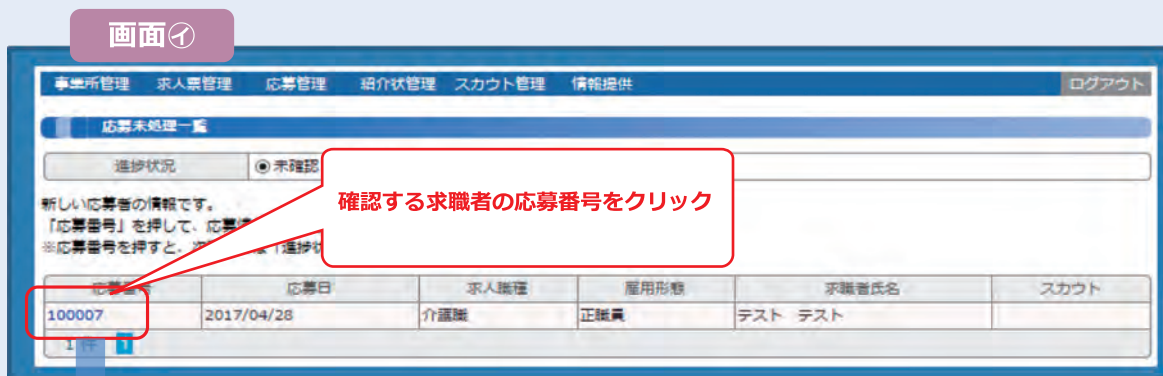 画面㋑
事業所管理 求人票管理 応募管理 紹介状管理 スカウト管理 情報提供 ログアウト
応募未処理一覧
進捗状況 未確認
確認する求職者の応募番号をクリック
新しい応募者の情報です。
「応募番号」を押して、応募
※応募番号を押すと、次 「進捗状
応募番号 応募日 求人職種 雇用形態 求職者氏名 スカウト
100007 2017/04/28 介護職 正職員 テスト テスト
1 件 1